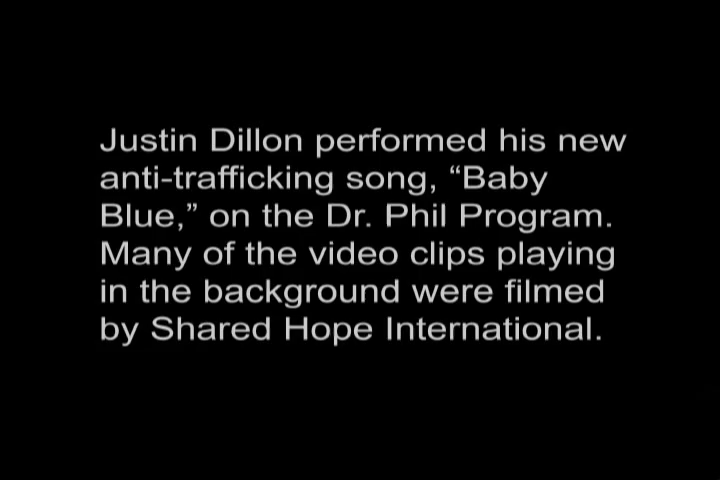 Justin Dillon performed his new
anti-trafficking song, “Baby
Blue,” on the Dr. Phil Program.
Many of the video clips playing
in the background were filmed
by Shared Hope International.